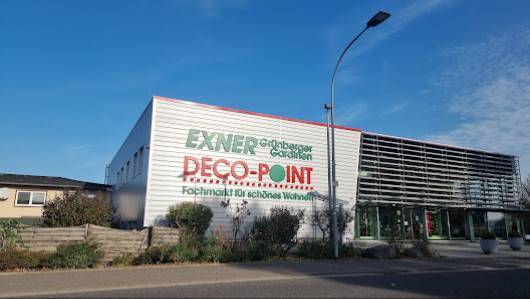 EXNER Grünberger
Gardinen
DECO-POINT
Fachmarkt für schönes Wohnen